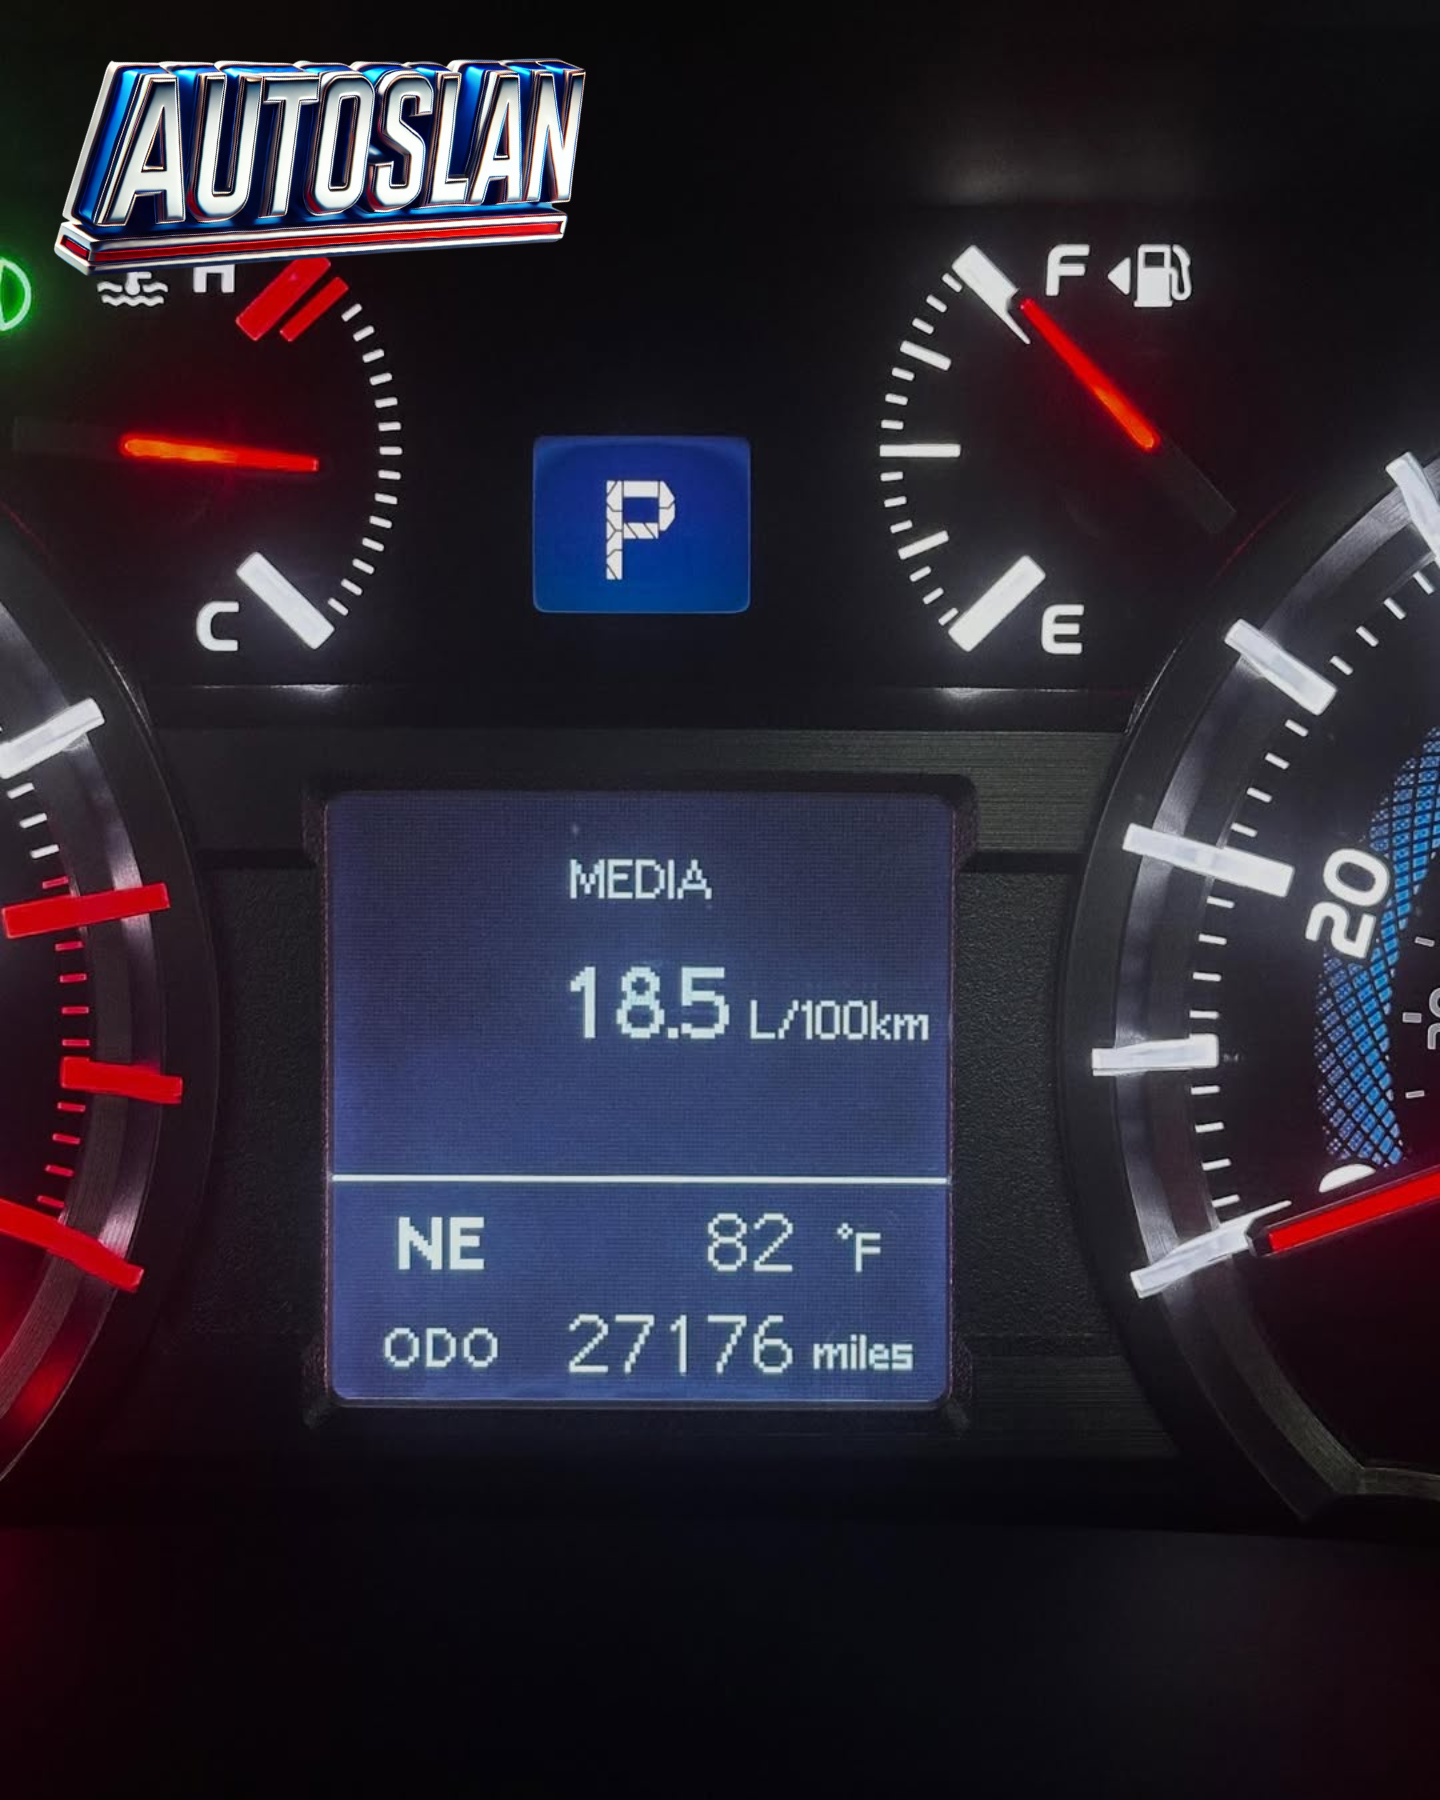 AUTOSLAN
H
F
P
C
E
MEDIA
18.5 L/100km
20
NE 82 °F
ODO 27176 miles